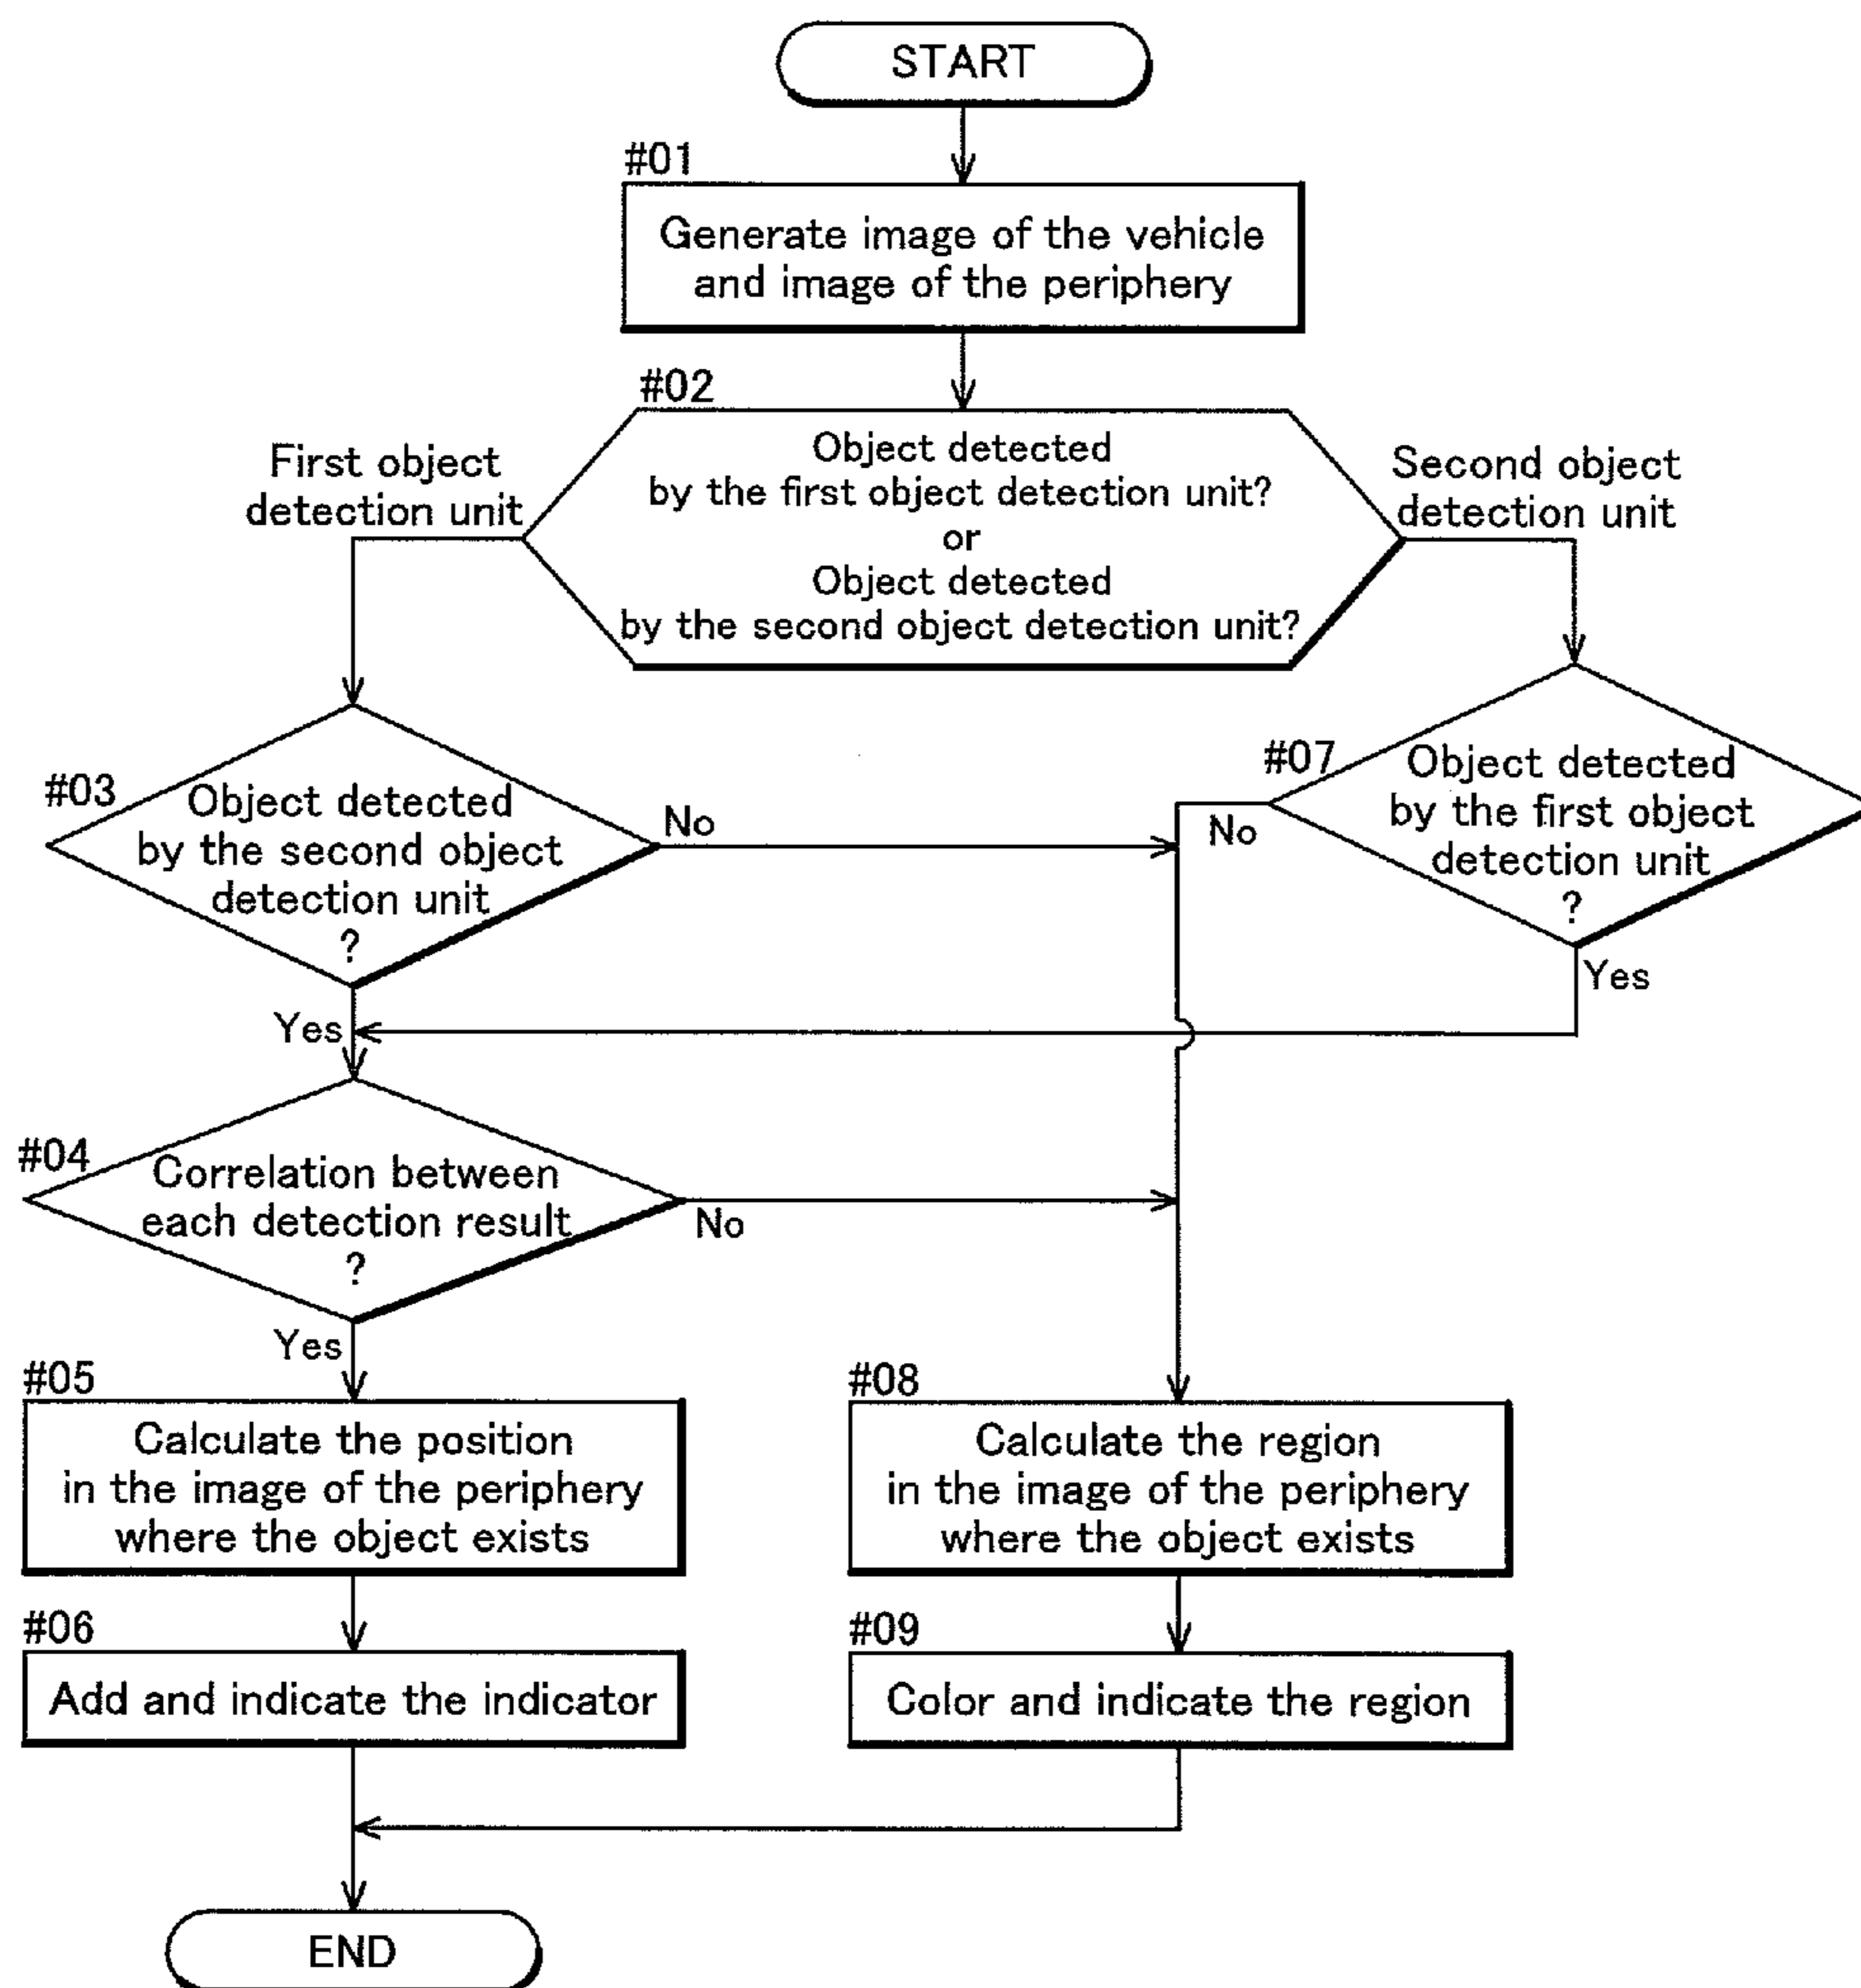 START
#01
Generate image of the vehicle
and image of the periphery
#02
Object detected
by the first object detection unit?
or
Object detected
by the second object detection unit?
First object
detection unit
Second object
detection unit
#03
Object detected
by the second object
detection unit
?
No
Yes
#07
Object detected
by the first object
detection unit
?
No
Yes
#04
Correlation between
each detection result
?
No
Yes
#05
Calculate the position
in the image of the periphery
where the object exists
#08
Calculate the region
in the image of the periphery
where the object exists
#06
Add and indicate the indicator
#09
Color and indicate the region
END